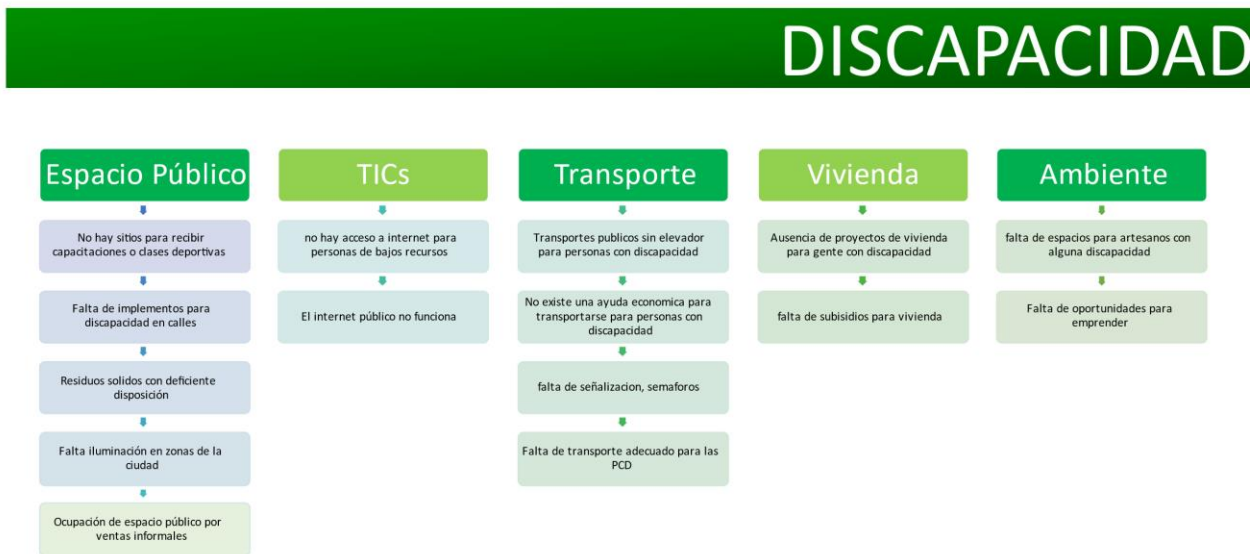 DISCAPACIDAD
Espacio Público
No hay sitios para recibir
capacitaciones o clases deportivas
Falta de implementos para
discapacidad en calles
Residuos solidos con deficiente
disposición
Falta iluminación en zonas de la
ciudad
Ocupación de espacio público por
ventas informales
TICs
no hay acceso a internet para
personas de bajos recursos
El internet público no funciona
Transporte
Transportes publicos sin elevador
para personas con discapacidad
No existe una ayuda economica para
transportarse para personas con
discapacidad
falta de señalizacion, semaforos
Falta de transporte adecuado para las
PCD
Vivienda
Ausencia de proyectos de vivienda
para gente con discapacidad
falta de subisidios para vivienda
Ambiente
falta de espacios para artesanos con
alguna discapacidad
Falta de oportunidades para
emprender